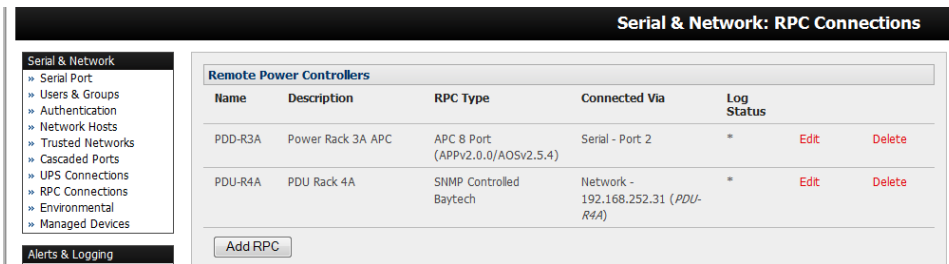 Serial & Network: RPC Connections
Serial & Network
» Serial Port
» Users & Groups
» Authentication
» Network Hosts
» Trusted Networks
» Cascaded Ports
» UPS Connections
» RPC Connections
» Environmental
» Managed Devices
Alerts & Logging
Remote Power Controllers
Name Description RPC Type Connected Via Log
Status
PDD-R3A Power Rack 3A APC APC 8 Port Serial - Port 2 * Edit Delete
(APPv2.0.0/AOSv2.5.4)
PDU-R4A PDU Rack 4A SNMP Controlled Network - * Edit Delete
Baytech 192.168.252.31 (PDU-
R4A)
Add RPC